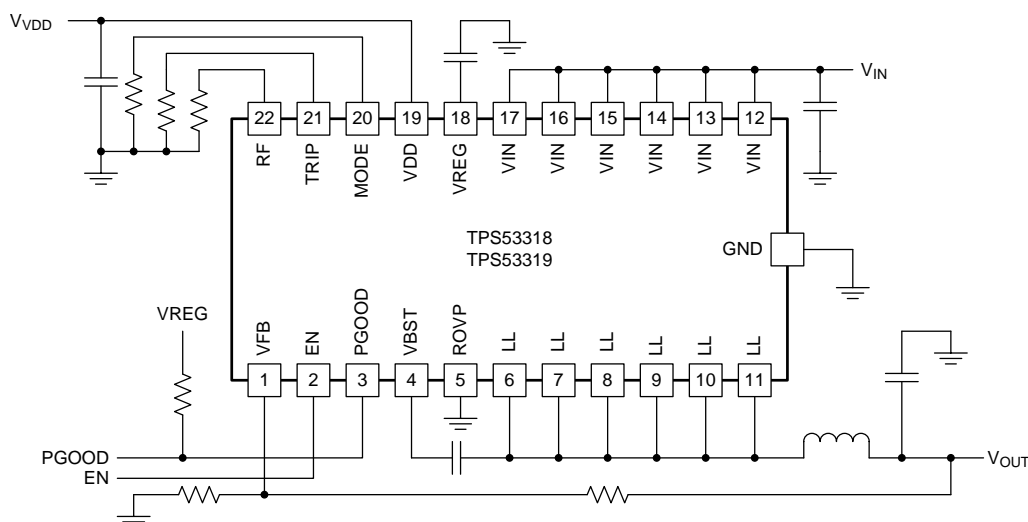 VVDD
VIN
22 21 20 19 18 17 16 15 14 13 12
RF TRIP MODE VDD VREG VIN VIN VIN VIN VIN VIN
TPS53318
TPS53319
GND
VREG
VFB EN PGOOD VBST ROVP LL LL LL LL LL LL
1 2 3 4 5 6 7 8 9 10 11
PGOOD
VOUT
EN